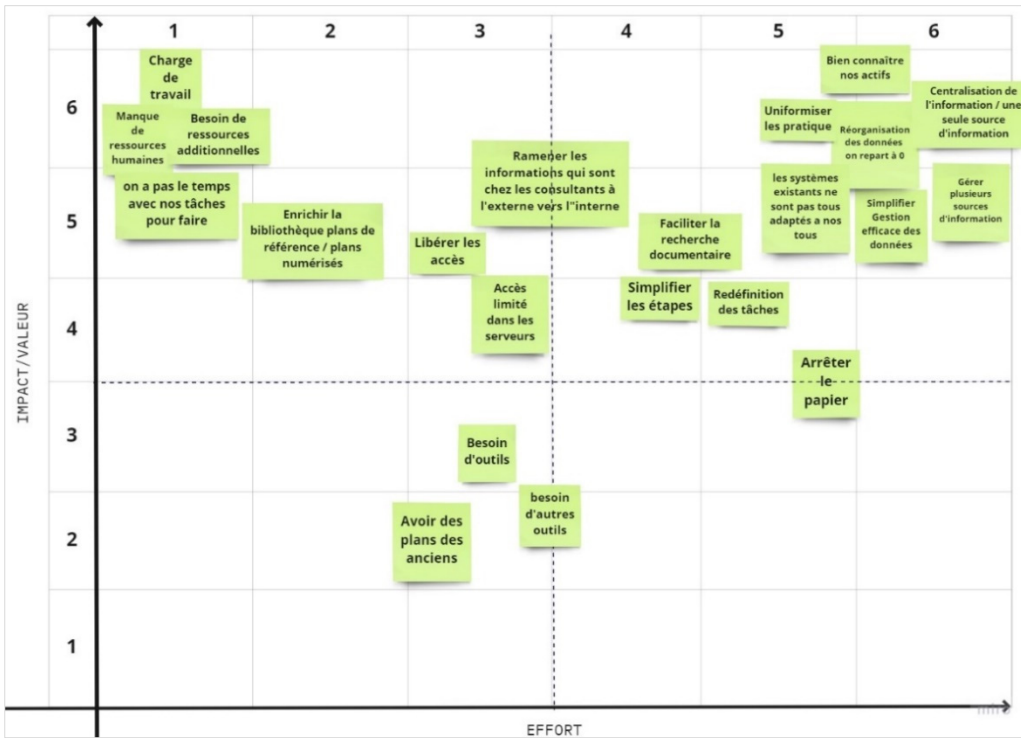 1
2
3
4
5
6
Charge
de
travail
Bien connaître
nos actifs
6
Manque
de
ressources
humaines
Besoin de
ressources
additionnelles
Uniformiser
les pratique
Réorganisation
des données
on repart à 0
Centralisation de
l'information / une
seule source
d'information
on a pas le temps
avec nos tâches
pour faire
Ramener les
informations qui sont
chez les consultants à
l'externe vers l"interne
les systèmes
existants ne
sont pas tous
adaptés a nos
tous
Gérer
plusieurs
sources
d'information
5
Enrichir la
bibliothèque plans de
référence / plans
numérisés
Libérer les
accès
Faciliter la
recherche
documentaire
Simplifier
Gestion
efficace des
données
4
Accès
limité
dans les
serveurs
Simplifier
les étapes
Redéfinition
des tâches
Arrêter
le
papier
IMPACT/VALEUR
3
Besoin
d'outils
besoin
d'autres
outils
2
Avoir des
plans des
anciens
1
miro
EFFORT